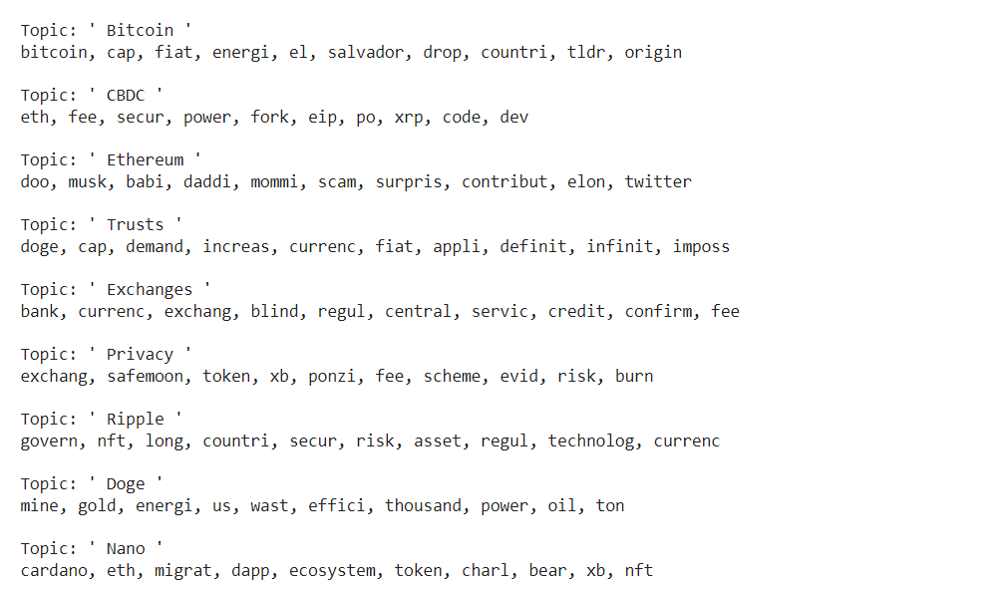 Topic: ' Bitcoin '
bitcoin, cap, fiat, energi, el, salvador, drop, countri, tldr, origin
Topic: ' CBDC '
eth, fee, secur, power, fork, eip, po, xrp, code, dev
Topic: ' Ethereum '
doo, musk, babi, daddi, mommi, scam, surpris, contribut, elon, twitter
Topic: ' Trusts '
doge, cap, demand, increas, currenc, fiat, appli, definit, infinit, imposs
Topic: ' Exchanges '
bank, currenc, exchang, blind, regul, central, servic, credit, confirm, fee
Topic: ' Privacy '
exchang, safemoon, token, xb, ponzi, fee, scheme, evid, risk, burn
Topic: ' Ripple '
govern, nft, long, countri, secur, risk, asset, regul, technolog, currenc
Topic: ' Doge '
mine, gold, energi, us, wast, effici, thousand, power, oil, ton
Topic: ' Nano '
cardano, eth, migrat, dapp, ecosystem, token, charl, bear, xb, nft